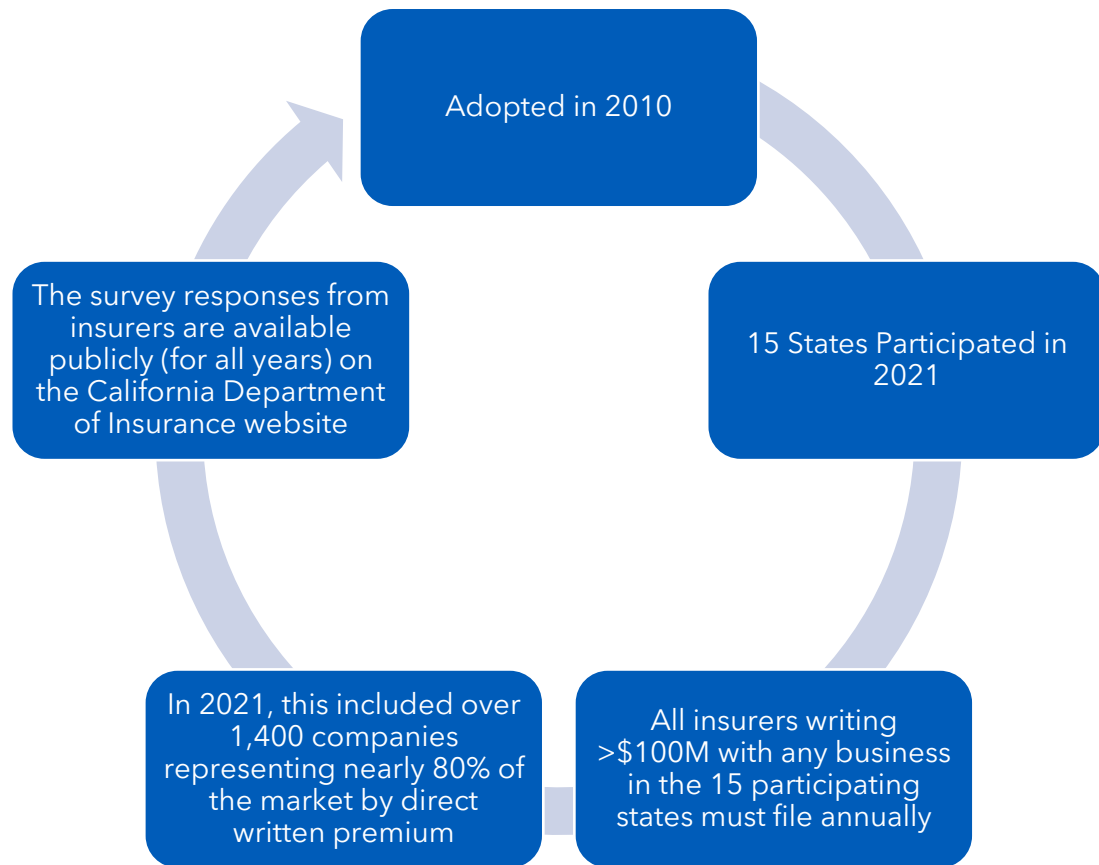 Adopted in 2010
15 States Participated in
2021
All insurers writing
>$100M with any business
in the 15 participating
states must file annually
In 2021, this included over
1,400 companies
representing nearly 80% of
the market by direct
written premium
The survey responses from
insurers are available
publicly (for all years) on
the California Department
of Insurance website